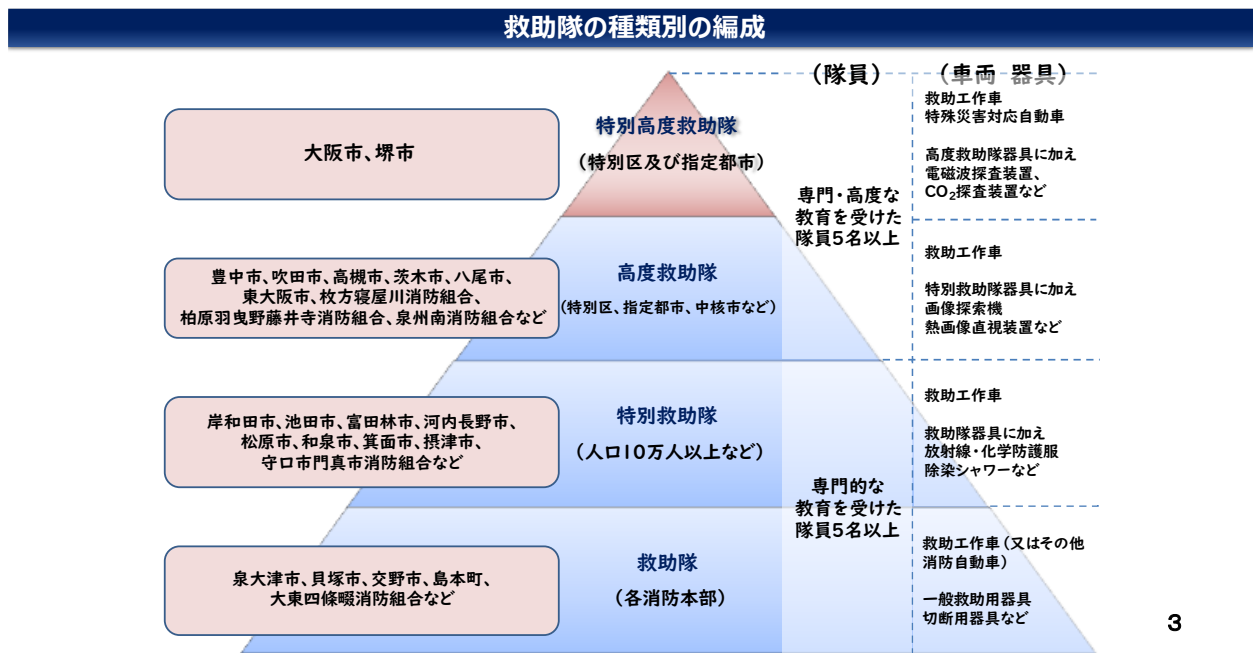 救助隊の種類別の編成
（隊員）
（車両 器具）
大阪市、堺市
特別高度救助隊
（特別区及び指定都市）
専門・高度な
教育を受けた
隊員5名以上
救助工作車
特殊災害対応自動車
高度救助隊器具に加え
電磁波探査装置、
CO₂探査装置など
豊中市、吹田市、高槻市、茨木市、八尾市、
東大阪市、枚方寝屋川消防組合、
柏原羽曳野藤井寺消防組合、泉州南消防組合など
高度救助隊
（特別区、指定都市、中核市など）
救助工作車
特別救助隊器具に加え
画像探索機
熱画像直視装置など
岸和田市、池田市、富田林市、河内長野市、
松原市、和泉市、箕面市、摂津市、
守口市門真市消防組合など
特別救助隊
（人口10万人以上など）
専門的な
教育を受けた
隊員5名以上
救助工作車
救助隊器具に加え
放射線・化学防護服
除染シャワーなど
泉大津市、貝塚市、交野市、島本町、
大東四條畷消防組合など
救助隊
（各消防本部）
救助工作車（又はその他
消防自動車）
一般救助用器具
切断用器具など
3